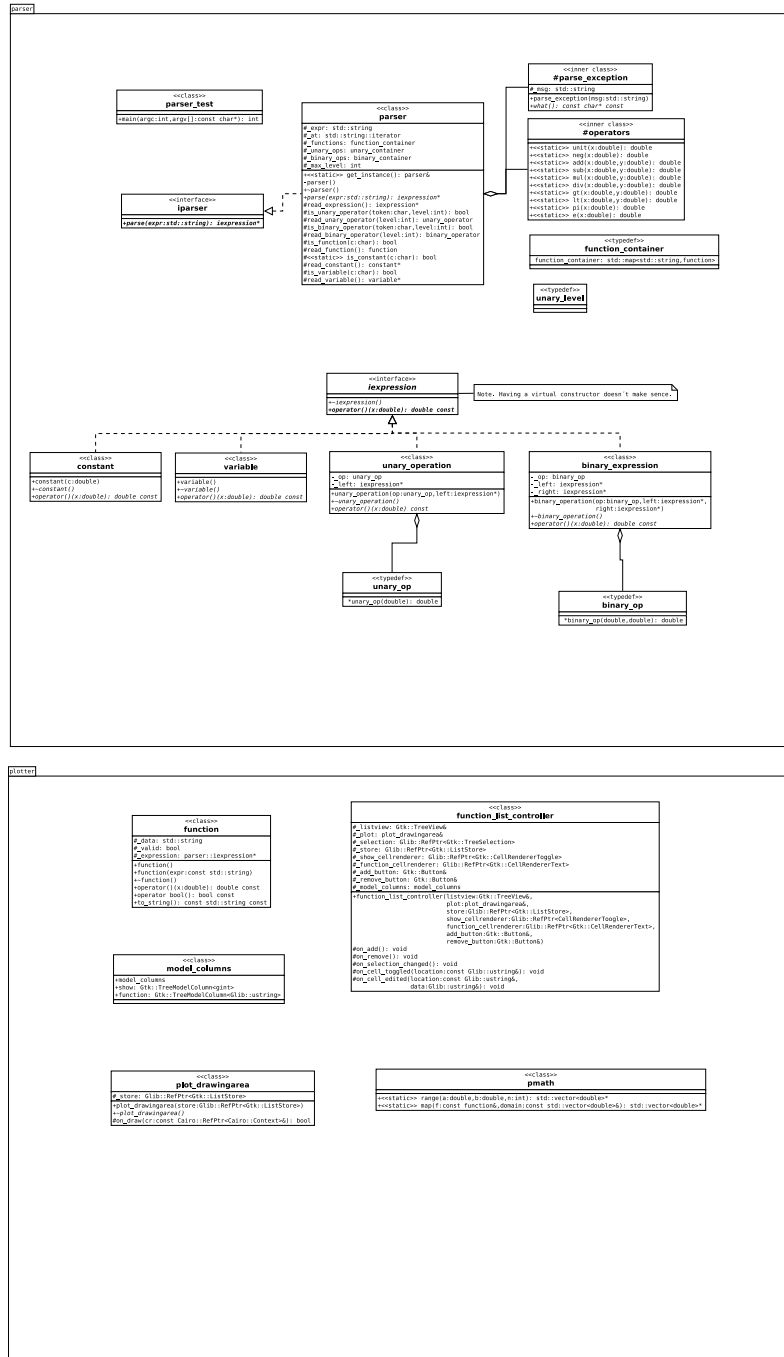 parser
<<class>>
parser_test
+main(argc:int,argv[]:const char*): int
<<interface>>
iparser
+parse(expr:std::string): iexpression*
<<class>>
parser
#_expr: std::string
#_at: std::string::iterator
#_functions: function_container
#_unary_ops: unary_container
#_binary_ops: binary_container
#_max_level: int
+<<static>> get_instance(): parser&
-parser()
+~parser()
+parse(expr:std::string): iexpression*
#read_expression(): iexpression*
#is_unary_operator(token:char,level:int): bool
#read_unary_operator(level:int): unary_operator
#is_binary_operator(token:char,level:int): bool
#read_binary_operator(level:int): binary_operator
#is_function(c:char): bool
#read_function(): function
#<<static>> is_constant(c:char): bool
#read_constant(): constant*
#is_variable(c:char): bool
#read_variable(): variable*
<<inner class>>
#parse_exception
#_msg: std::string
+parse_exception(msg:std::string)
+what(): const char* const
<<inner class>>
#operators
+<<static>> unit(x:double): double
+<<static>> neg(x:double): double
+<<static>> add(x:double,y:double): double
+<<static>> sub(x:double,y:double): double
+<<static>> mul(x:double,y:double): double
+<<static>> div(x:double,y:double): double
+<<static>> gt(x:double,y:double): double
+<<static>> lt(x:double,y:double): double
+<<static>> pi(x:double): double
+<<static>> e(x:double): double
<<typedef>>
function_container
function_container: std::map<std::string,function>
<<typedef>>
unary_level
<<interface>>
iexpression
+~iexpression()
+operator()(x:double): double const
Note. Having a virtual constructor doesn´t make sence.
<<class>>
constant
+constant(c:double)
+~constant()
+operator()(x:double): double const
<<class>>
variable
+variable()
+~variable()
+operator()(x:double): double const
<<class>>
unary_operation
-_op: unary_op
-_left: iexpression*
+unary_operation(op:unary_op,left:iexpression*)
+~unary_operation()
+operator()(x:double) const
<<class>>
binary_expression
-_op: binary_op
-_left: iexpression*
-_right: iexpression*
+binary_operation(op:binary_op,left:iexpression*,
right:iexpression*)
+~binary_operation()
+operator()(x:double): double const
<<typedef>>
unary_op
*unary_op(double): double
<<typedef>>
binary_op
*binary_op(double,double): double
plotter
<<class>>
function
#_data: std::string
#_valid: bool
#_expression: parser::iexpression*
+function()
+function(expr:const std::string)
+~function()
+operator()(x:double): double const
+operator bool(): bool const
+to_string(): const std::string const
<<class>>
function_list_controller
#_listview: Gtk::TreeView&
#_plot: plot_drawingarea&
#_selection: Glib::RefPtr<Gtk::TreeSelection>
#_store: Glib::RefPtr<Gtk::ListStore>
#_show_cellrenderer: Glib::RefPtr<Gtk::CellRendererToggle>
#_function_cellrenderer: Glib::RefPtr<Gtk::CellRendererText>
#_add_button: Gtk::Button&
#_remove_button: Gtk::Button&
#_model_columns: model_columns
+function_list_controller(listview:Gtk::TreeView&,
plot:plot_drawingarea&,
store:Glib::RefPtr<Gtk::ListStore>,
show_cellrenderer:Glib::RefPtr<CellRendererToogle>,
function_cellrenderer:Glib::RefPtr<Gtk::CellRendererText>,
add_button:Gtk::Button&,
remove_button:Gtk::Button&)
#on_add(): void
#on_remove(): void
#on_selection_changed(): void
#on_cell_toggled(location:const Glib::ustring&): void
#on_cell_edited(location:const Glib::ustring&,
data:Glib::ustring&): void
<<class>>
model_columns
+model_columns
+show: Gtk::TreeModelColumn<gint>
+function: Gtk::TreeModelColumn<Glib::ustring>
<<class>>
plot_drawingarea
#_store: Glib::RefPtr<Gtk::ListStore>
+plot_drawingarea(store:Glib::RefPtr<Gtk::ListStore>)
+~plot_drawingarea()
#on_draw(cr:const Cairo::RefPtr<Cairo::Context>&): bool
<<class>>
pmath
+<<static>> range(a:double,b:double,n:int): std::vector<double>*
+<<static>> map(f:const function&,domain:const std::vector<double>&): std::vector<double>*